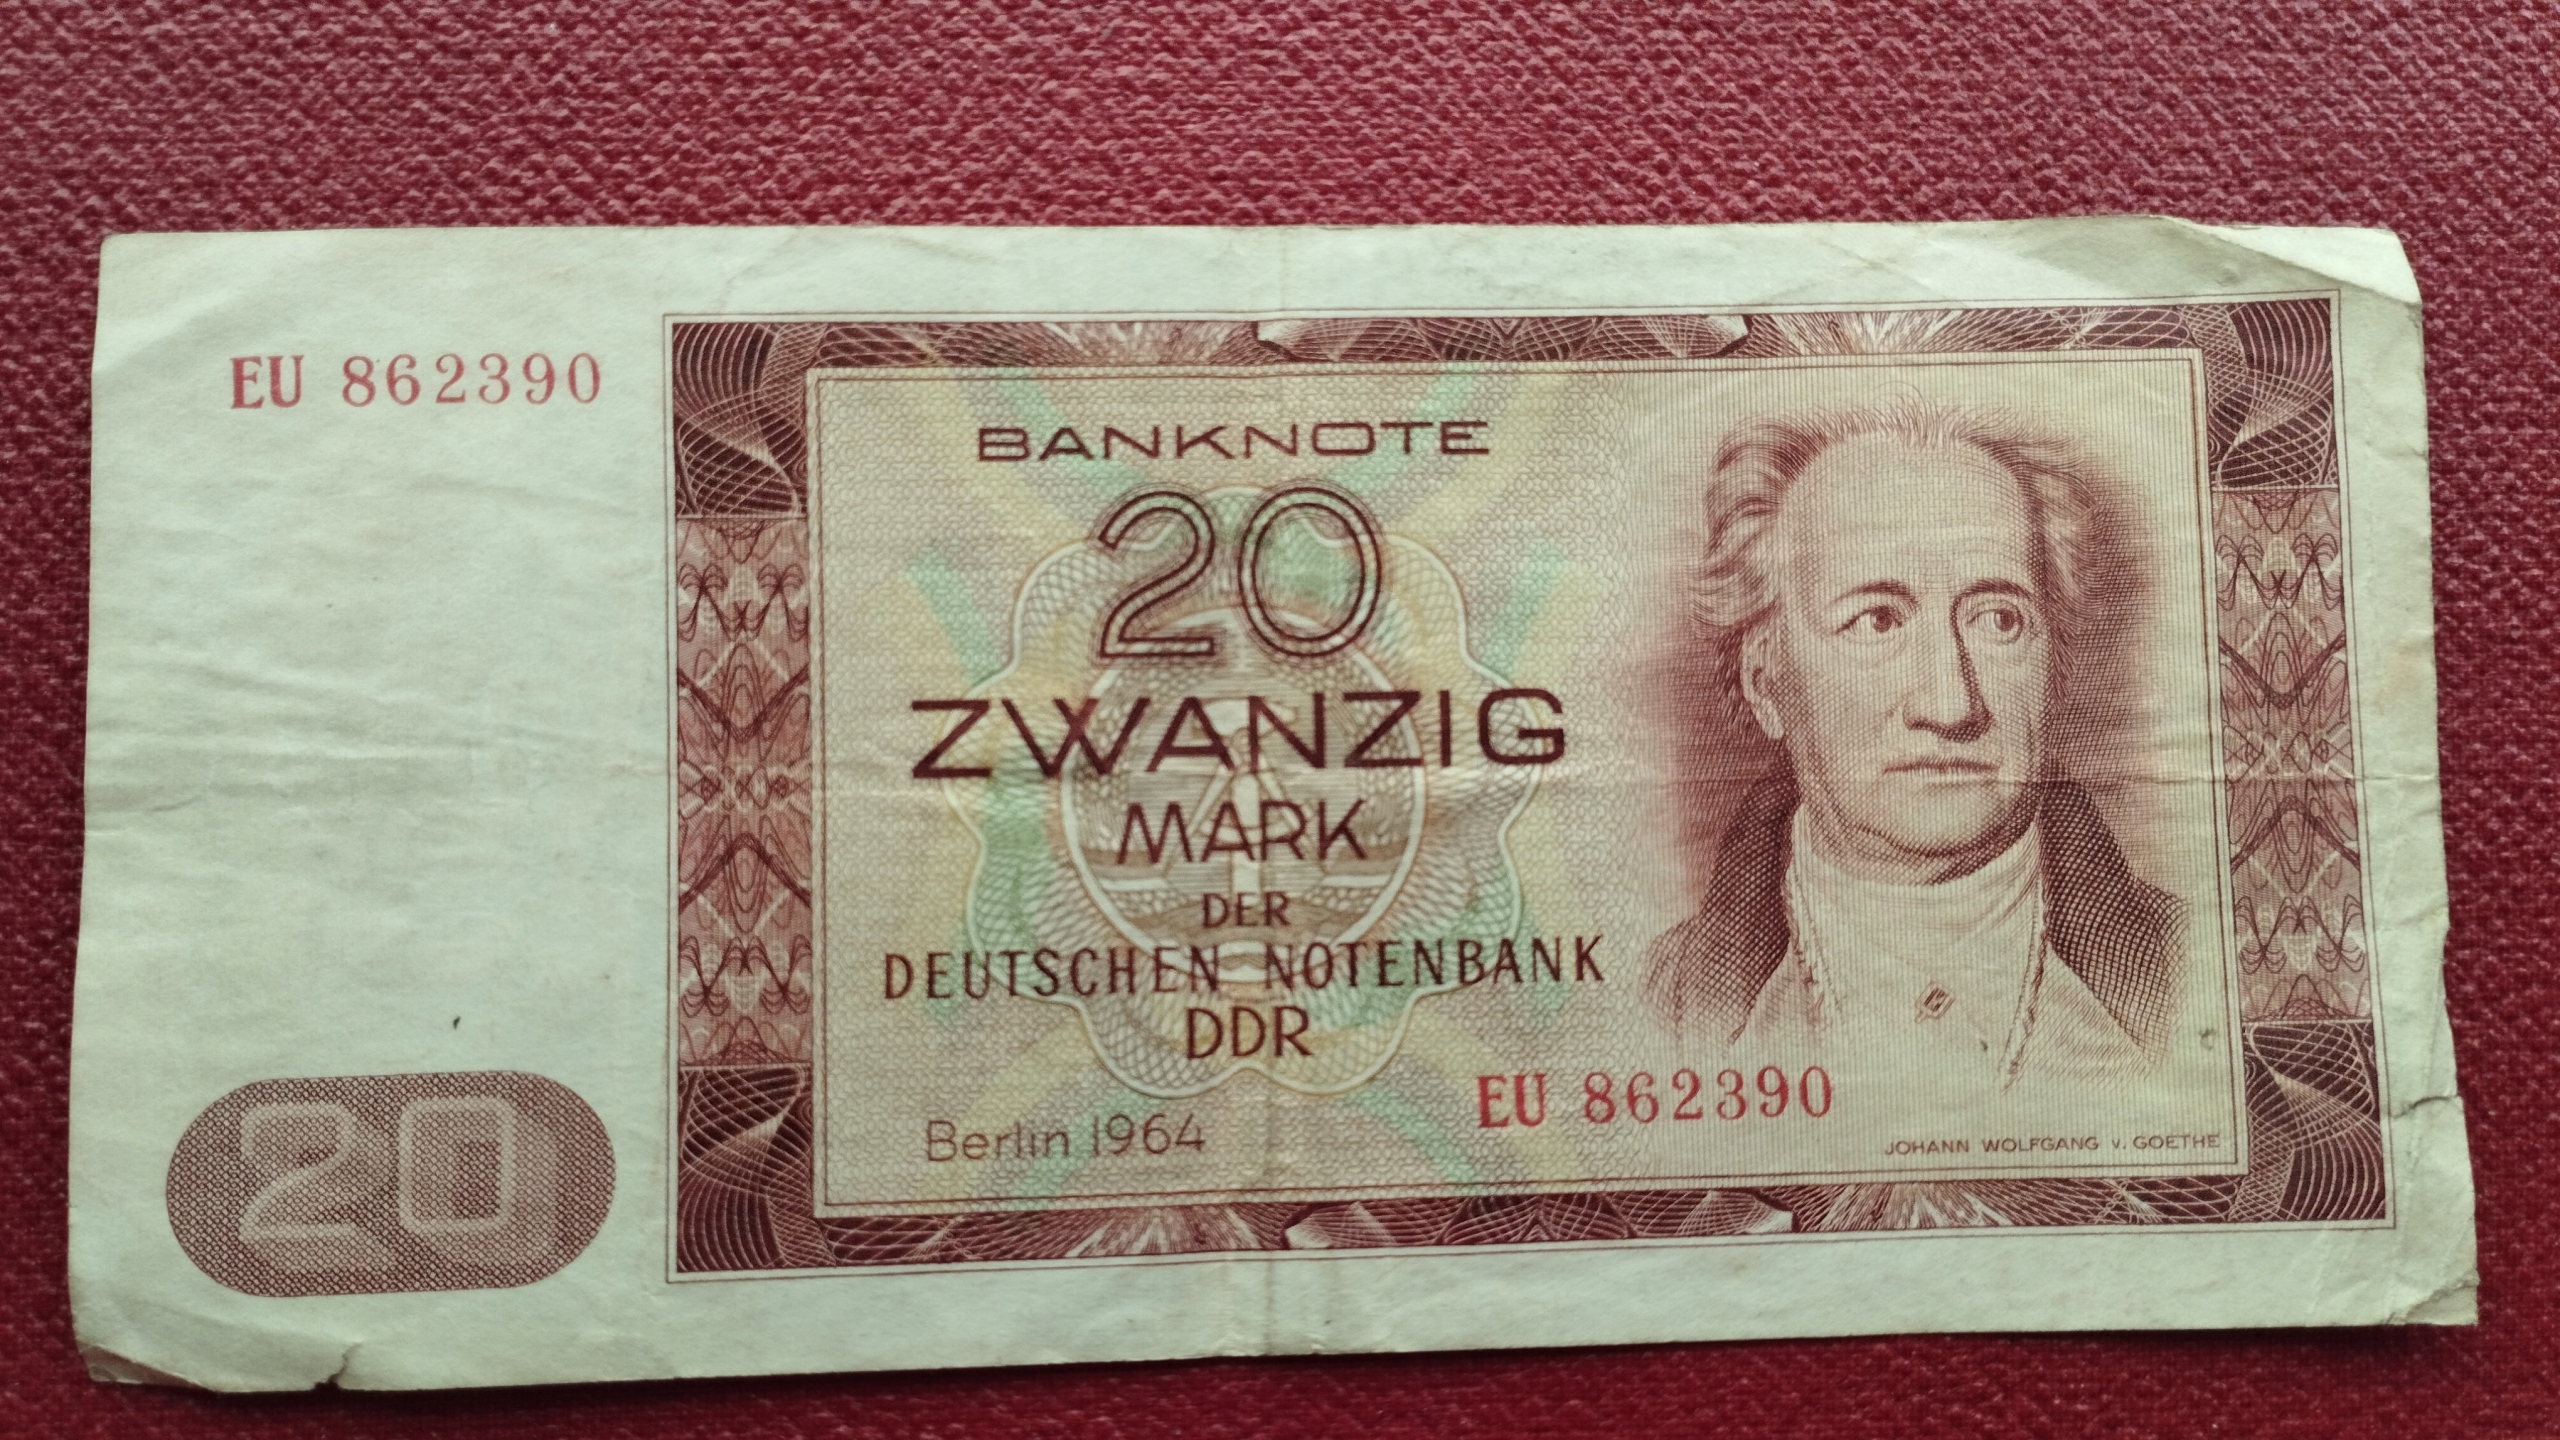 EU 862390
BANKNOTE
20
ZWANZIG
MARK
DER
DEUTSCHEN NOTENBANK
DDR
EU 862390
Berlin 1964
JOHANN WOLFGANG v. GOETHE
20